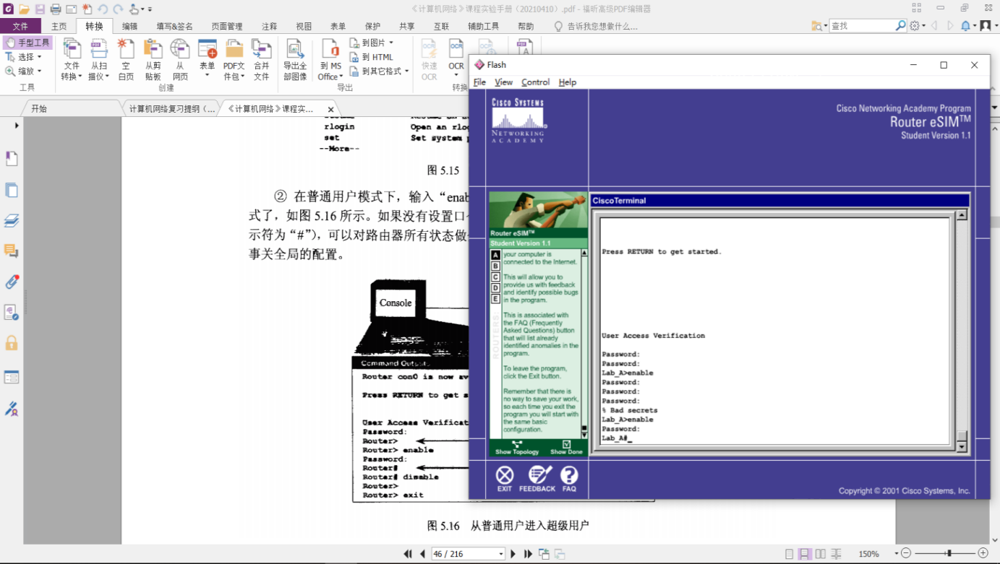 《计算机网络》课程实验手册（20210410）.pdf - 福昕高级PDF编辑器
文件 主页 转换 编辑 填写&签名 页面管理 注释 视图 表单 保护 共享 互联 辅助工具 帮助 告诉我您想做什么... 查找
手型工具
选择
缩放
工具
文件转换
从扫描仪
空白页
从剪贴板
从网页
表单
PDF文件包
合并文件
创建
导出全部图像
到 MS Office
到图片
到 HTML
到其它格式
导出
快速OCR
OCR
转换
开始 计算机网络复习提纲（... 《计算机网络》课程实...
rlogin Open an rlo
set Set system
--More--
图 5.15
② 在普通用户模式下，输入“enab
式了，如图 5.16 所示。如果没有设置口
示符为“#”），可以对路由器所有状态做
事关全局的配置。
Console
Command Output
Router con0 is now av
Press RETURN to get s
User Access Verificat
Password:
Router>
Router> enable
Password:
Router#
Router# disable
Router>
Router> exit
图 5.16 从普通用户进入超级用户
46 / 216
150%
Flash
File View Control Help
CISCO SYSTEMS
NETWORKING
ACADEMY
Cisco Networking Academy Program
Router eSIM™
Student Version 1.1
Router eSIM™
Student Version 1.1
A
B
C
D
E
ROUTERS
your computer is
connected to the Internet.
This will allow you to
provide us with feedback
and identify possible bugs
in the program.
This is associated with
the FAQ (Frequently
Asked Questions) button
that will list already
identified anomalies in the
program.
To leave the program,
click the Exit button.
Remember that there is
no way to save your work,
so each time you exit the
program you will start with
the same basic
configuration.
Show Topology Show Done
CiscoTerminal
Press RETURN to get started.
User Access Verification
Password:
Password:
Lab_A>enable
Password:
Password:
Password:
% Bad secrets
Lab_A>enable
Password:
Lab_A#_
EXIT FEEDBACK FAQ
Copyright © 2001 Cisco Systems, Inc.